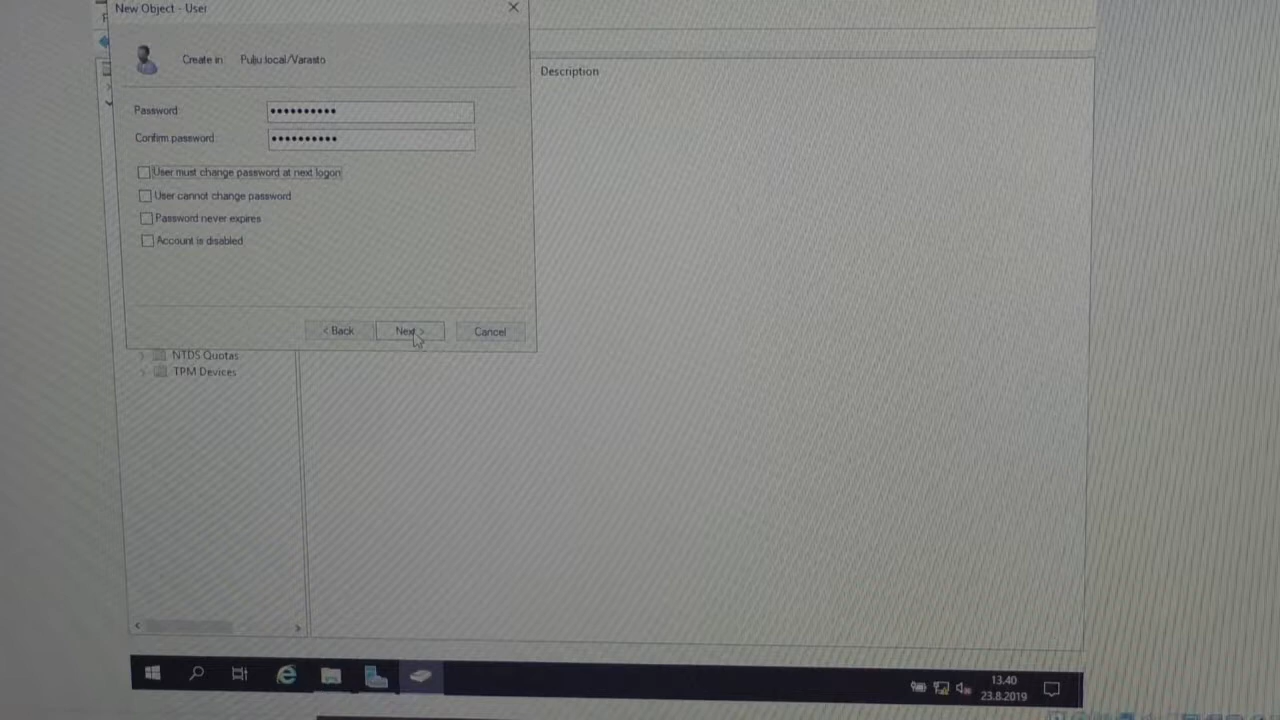 New Object - User
Create in: Pulju.local/Varasto
Description
Password:
Confirm password:
User must change password at next logon
User cannot change password
Password never expires
Account is disabled
< Back
Next >
Cancel
NTDS Quotas
TPM Devices
13.40
23.8.2019